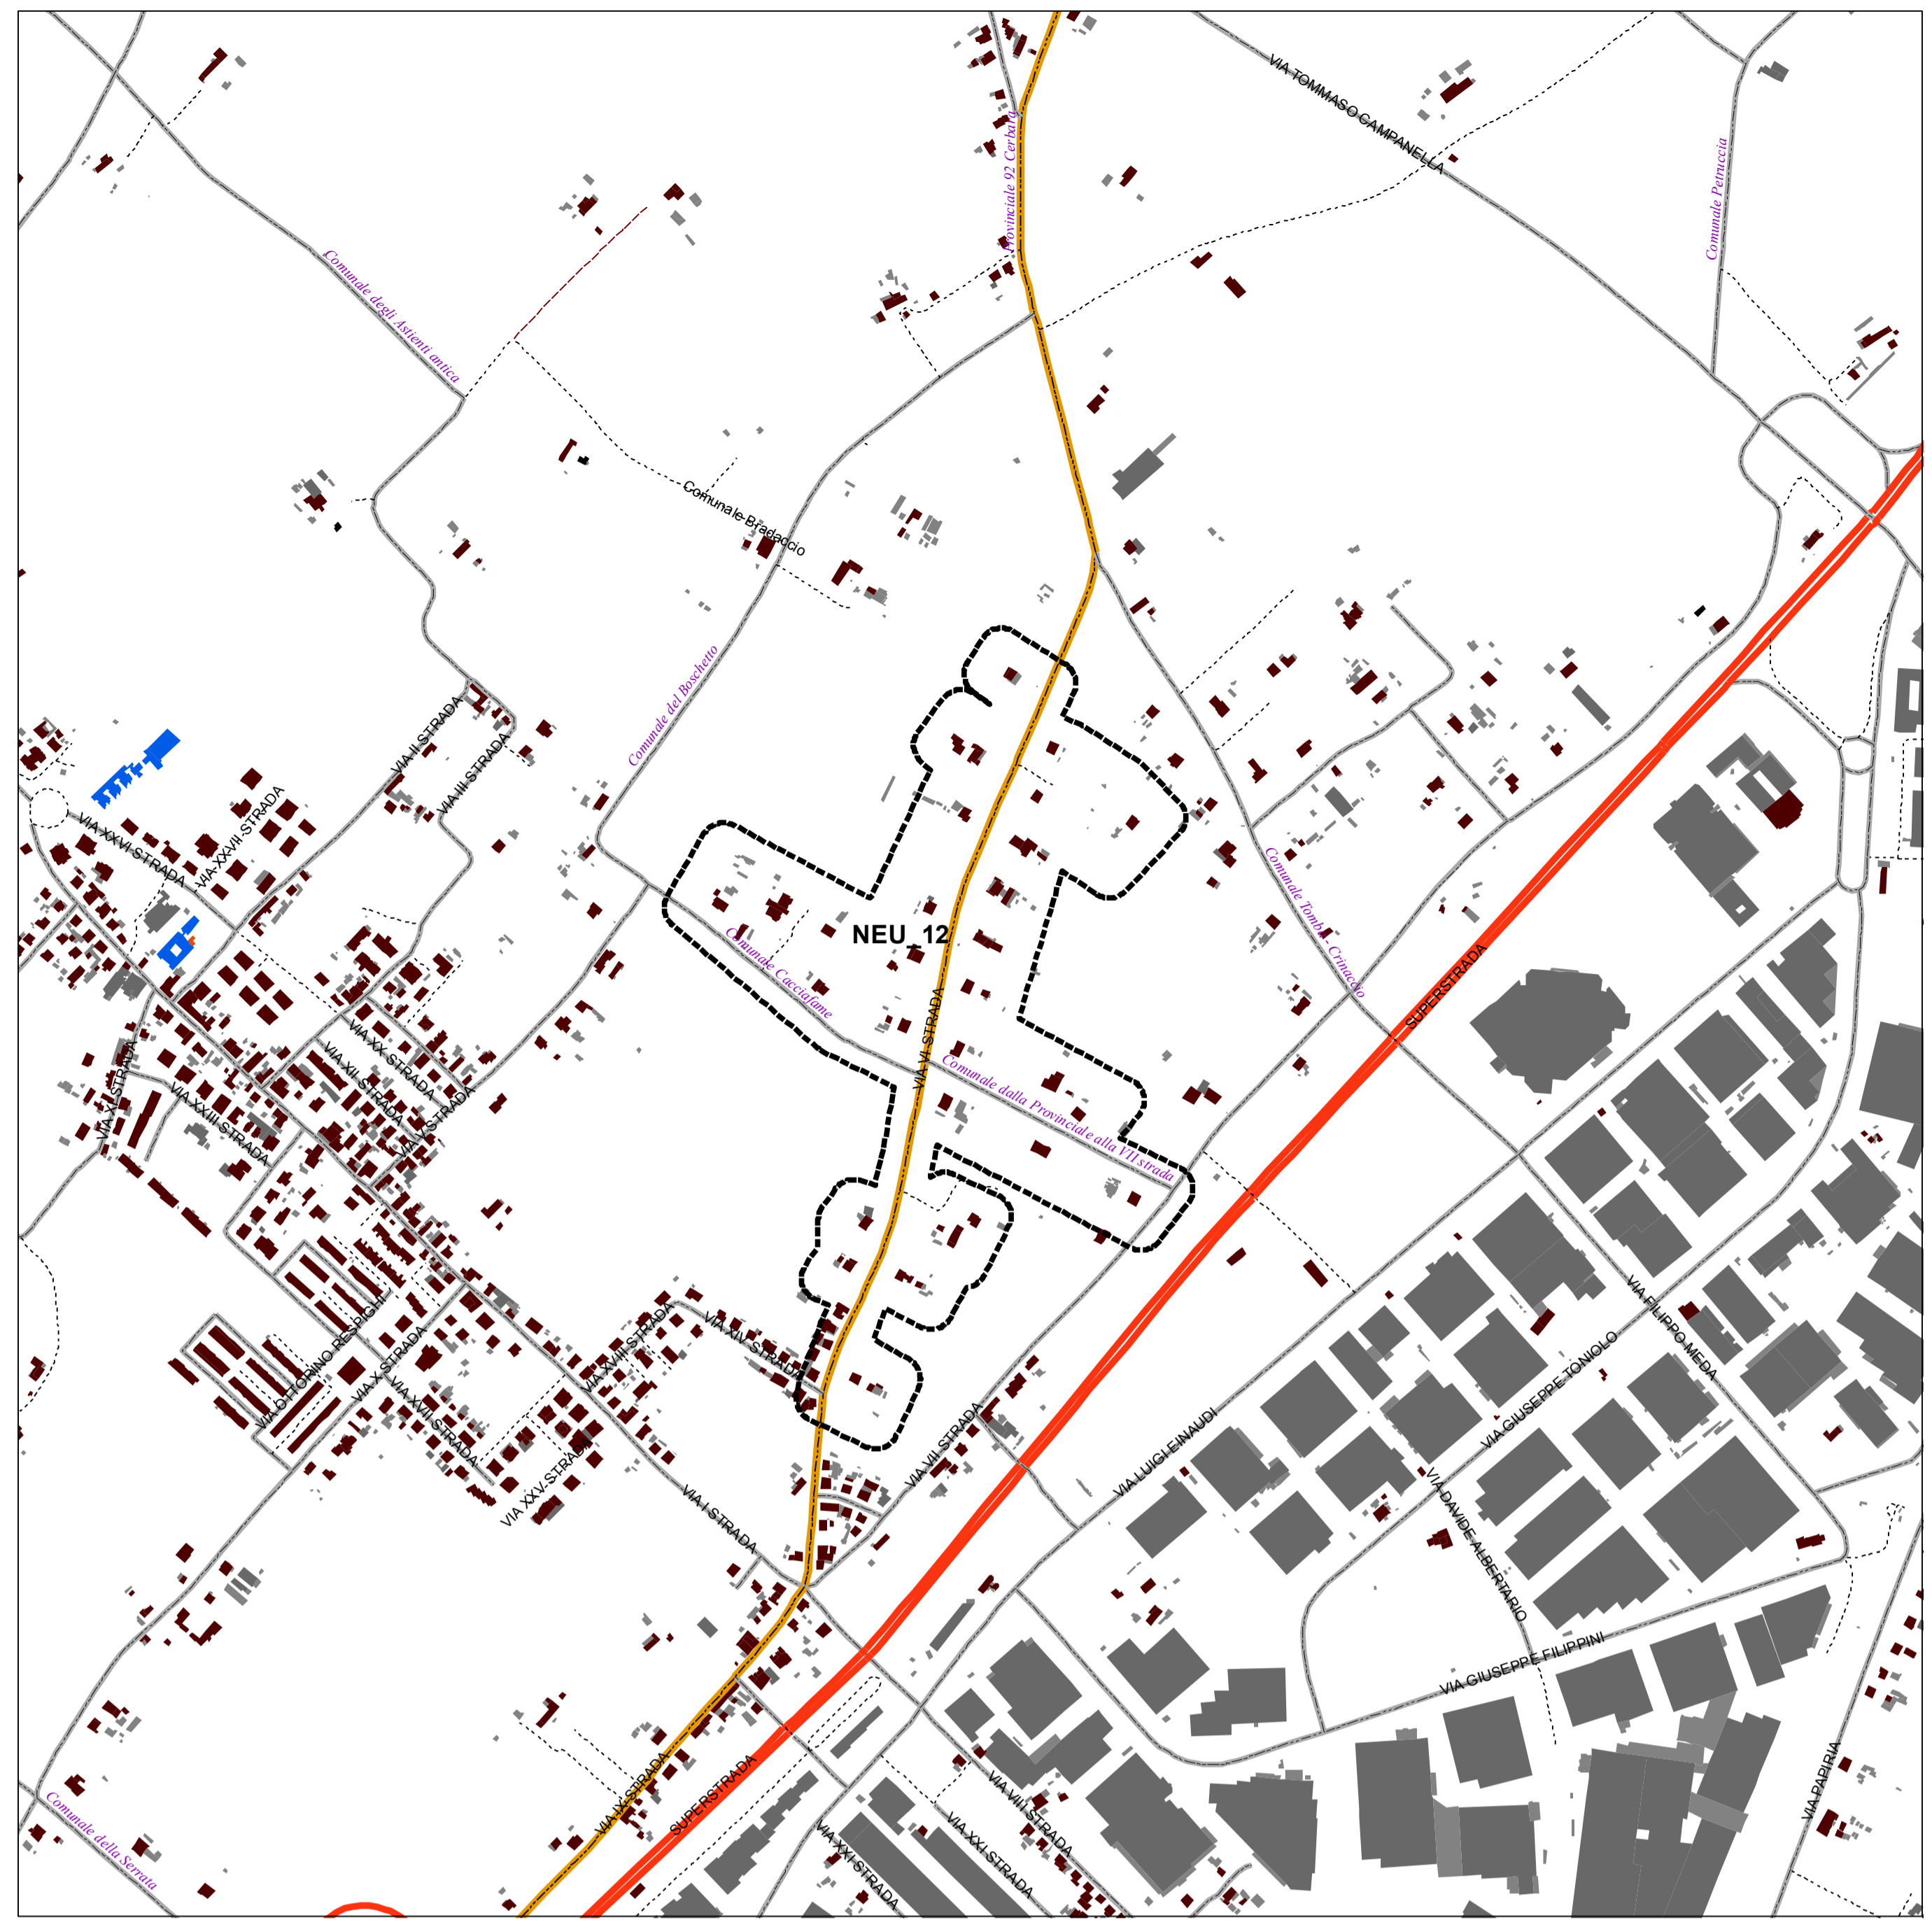 VIA TOMMASO CAMPANELLA
Provinciale 92 Cerbara
Comunale Petruccia
Comunale degli Astienti antica
Comunale Bradaccio
Comunale del Boschetto
VIA II STRADA
VIA III STRADA
VIA XXVI STRADA
VIA XXVII STRADA
Comunale Tomba - Crinaccio
NEU_12
Comunale Cacciafame
SUPERSTRADA
VIA VI STRADA
VIA XX STRADA
VIA XII STRADA
VIA XI STRADA
VIA XXIII STRADA
VIA V STRADA
Comunale dalla Provinciale alla VII strada
VIA OTTORINO RESPIGHI
VIA X STRADA
VIA XVIII STRADA
VIA XIV STRADA
VIA FILIPPO MEDA
VIA GIUSEPPE TONIOLO
VIA XVII STRADA
VIA XXV STRADA
VIA VII STRADA
VIA LUIGI EINAUDI
VIA I STRADA
VIA DAVIDE ALBERTARIO
VIA GIUSEPPE FILIPPINI
VIA IX STRADA
SUPERSTRADA
VIA VIII STRADA
VIA PAPIRIA
Comunale della Serrata
VIA XXI STRADA
VIA XXI STRADA